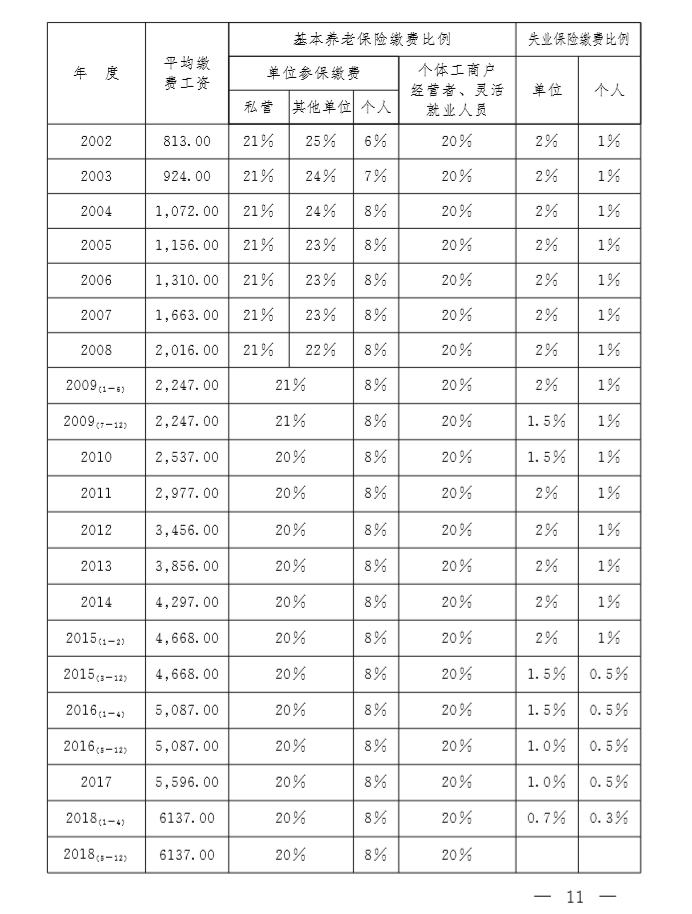 年 度 平均缴费工资 基本养老保险缴费比例 失业保险缴费比例
单位参保缴费 个体工商户经营者、灵活就业人员 单位 个人
私营 其他单位 个人
2002 813.00 21% 25% 6% 20% 2% 1%
2003 924.00 21% 24% 7% 20% 2% 1%
2004 1,072.00 21% 24% 8% 20% 2% 1%
2005 1,156.00 21% 23% 8% 20% 2% 1%
2006 1,310.00 21% 23% 8% 20% 2% 1%
2007 1,663.00 21% 23% 8% 20% 2% 1%
2008 2,016.00 21% 22% 8% 20% 2% 1%
2009(1-6) 2,247.00 21% 8% 20% 2% 1%
2009(7-12) 2,247.00 21% 8% 20% 1.5% 1%
2010 2,537.00 20% 8% 20% 1.5% 1%
2011 2,977.00 20% 8% 20% 2% 1%
2012 3,456.00 20% 8% 20% 2% 1%
2013 3,856.00 20% 8% 20% 2% 1%
2014 4,297.00 20% 8% 20% 2% 1%
2015(1-2) 4,668.00 20% 8% 20% 2% 1%
2015(3-12) 4,668.00 20% 8% 20% 1.5% 0.5%
2016(1-4) 5,087.00 20% 8% 20% 1.5% 0.5%
2016(5-12) 5,087.00 20% 8% 20% 1.0% 0.5%
2017 5,596.00 20% 8% 20% 1.0% 0.5%
2018(1-4) 6137.00 20% 8% 20% 0.7% 0.3%
2018(5-12) 6137.00 20% 8% 20%
— 11 —